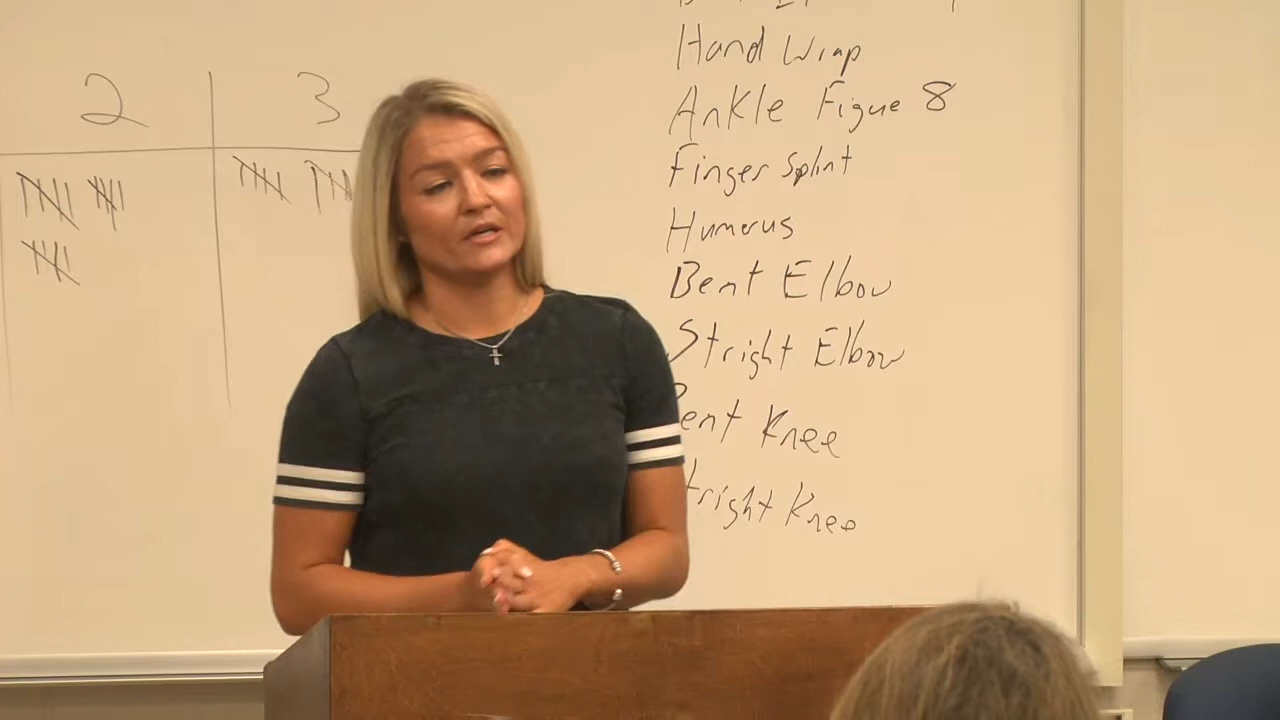 2 3
Hand Wrap
Ankle Figue 8
Finger Splint
Humerus
Bent Elbow
Stright Elbow
ent Knee
tright Knee